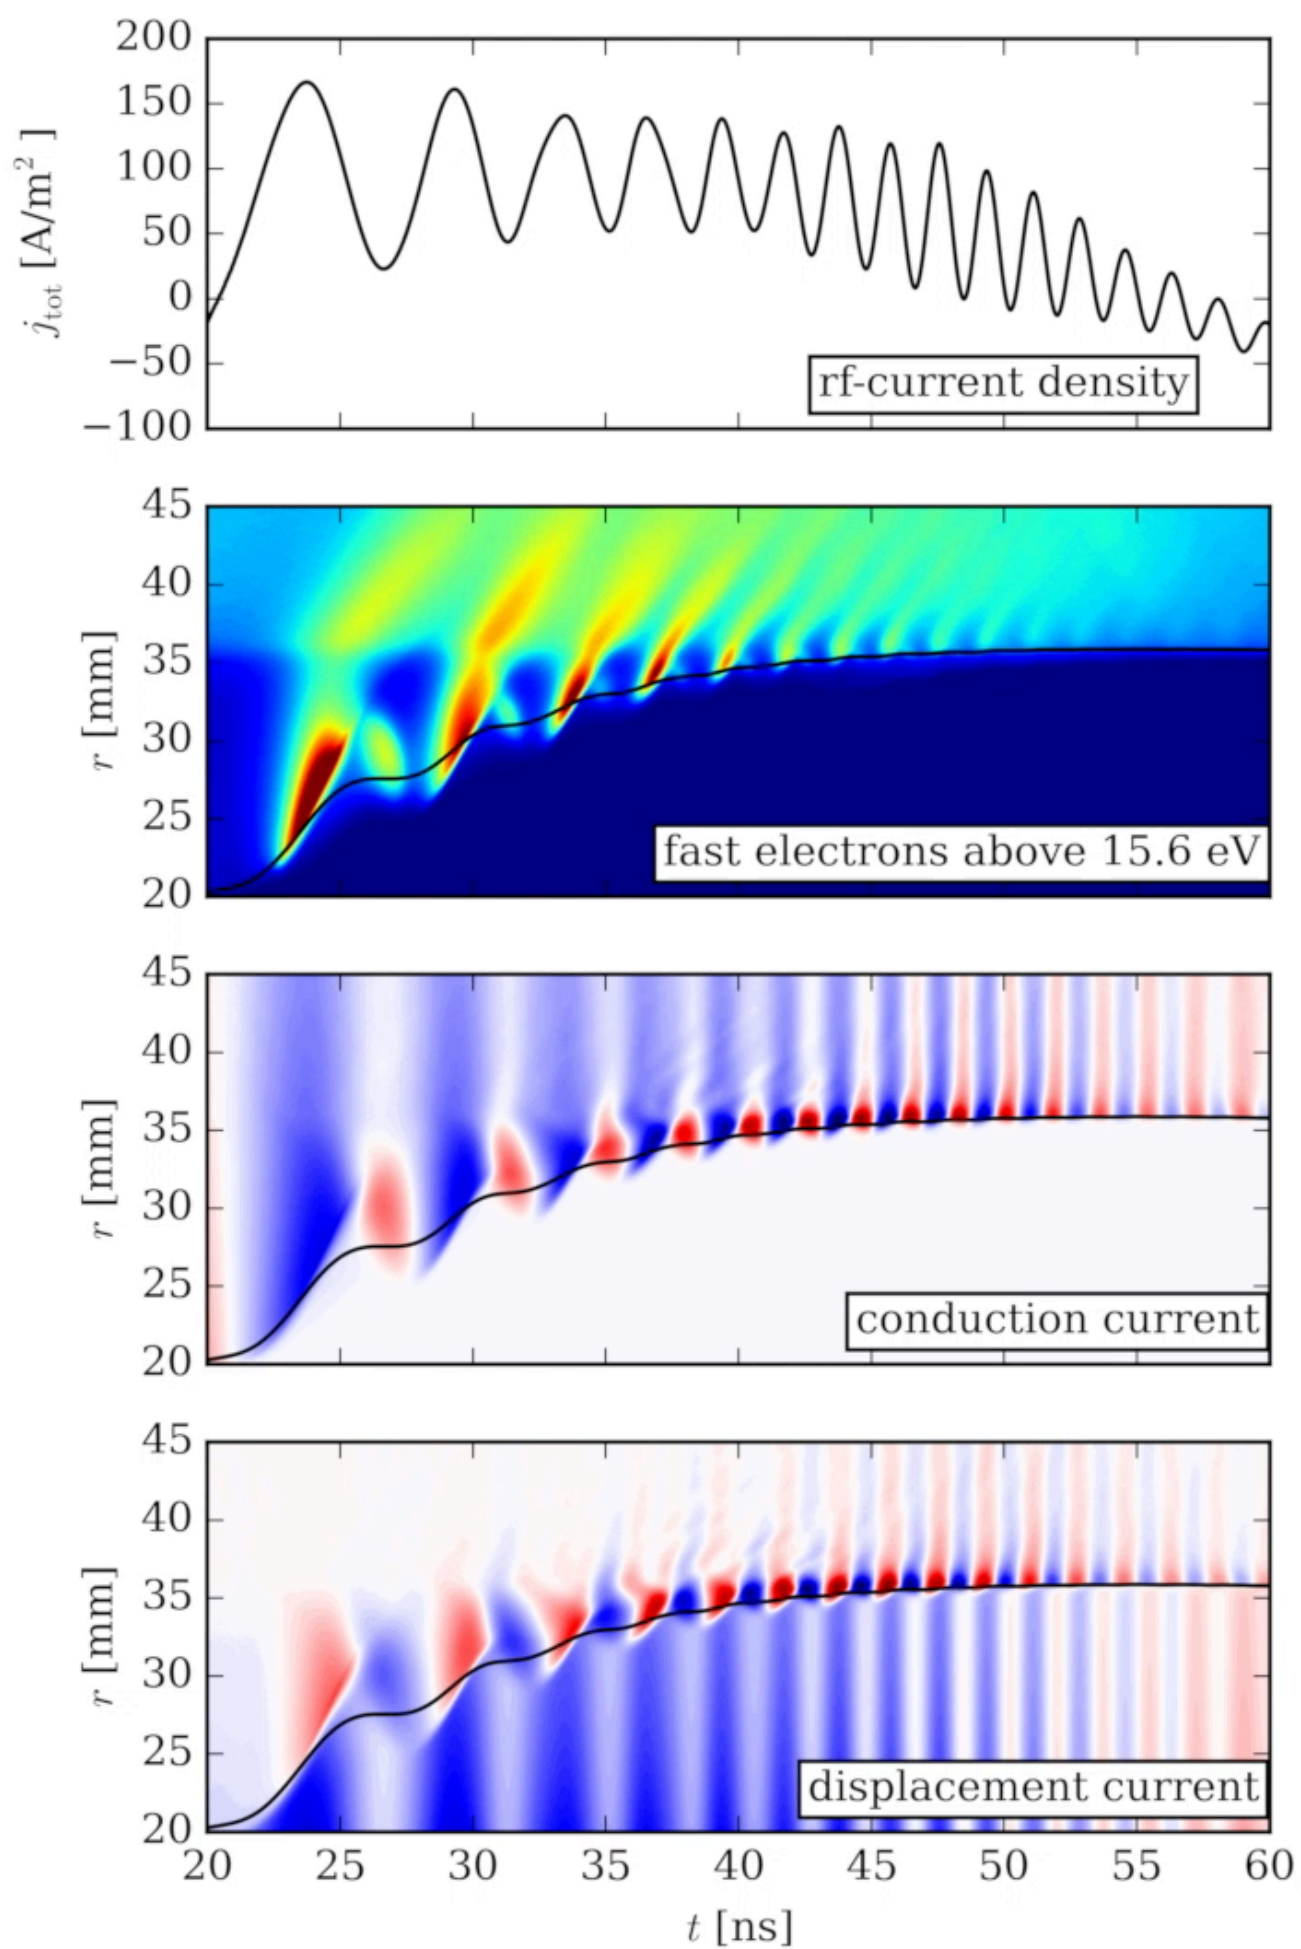 200
150
100
50
0
−50
−100
j_tot [A/m²]
rf-current density
45
40
35
30
25
20
r [mm]
fast electrons above 15.6 eV
45
40
35
30
25
20
r [mm]
conduction current
45
40
35
30
25
20
r [mm]
displacement current
20 25 30 35 40 45 50 55 60
t [ns]